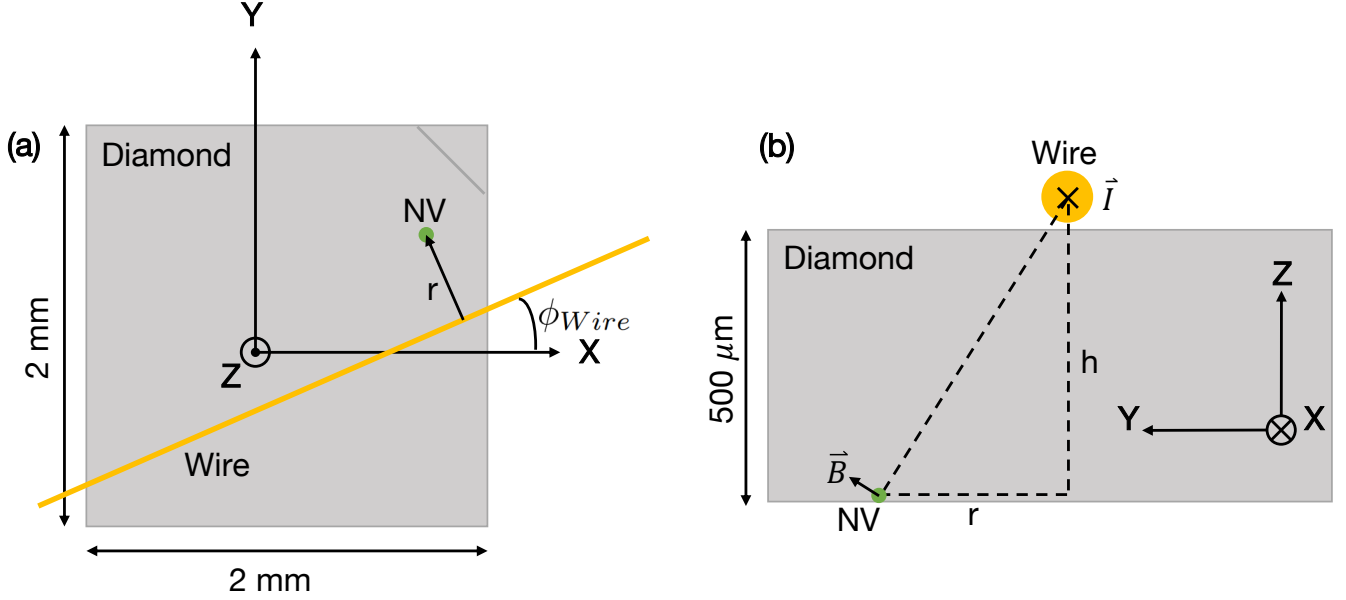 (a)
Y
Diamond
NV
r
ϕ_Wire
X
Z
Wire
2 mm
2 mm
(b)
Wire
I⃗
Diamond
500 μm
h
Z
Y
X
B⃗
NV
r